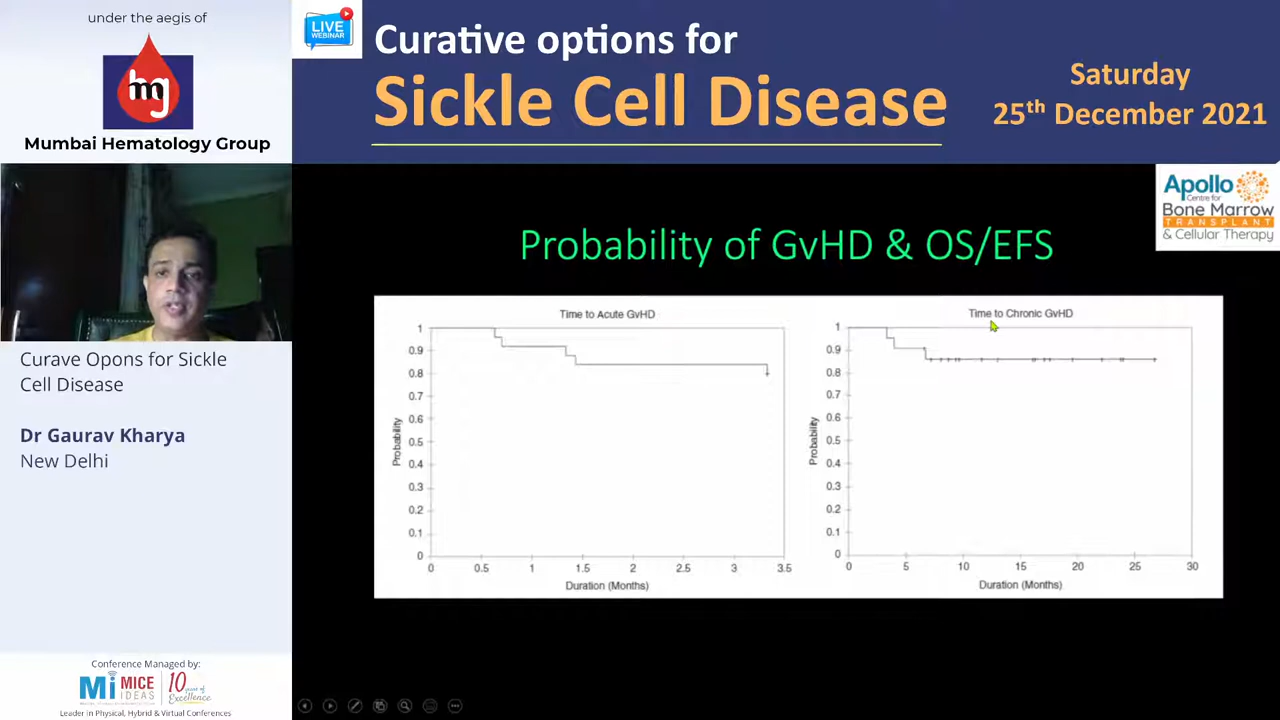 under the aegis of
mg
Mumbai Hematology Group
LIVE
WEBINAR
Curative options for
Sickle Cell Disease
Saturday
25th December 2021
Apollo
Centre for
Bone Marrow
TRANSPLANT
& Cellular Therapy
Curave Opons for Sickle
Cell Disease
Dr Gaurav Kharya
New Delhi
Probability of GvHD & OS/EFS
Time to Acute GvHD
1
0.9
0.8
0.7
0.6
0.5
0.4
0.3
0.2
0.1
0
Probability
0 0.5 1 1.5 2 2.5 3 3.5
Duration (Months)
Time to Chronic GvHD
1
0.9
0.8
0.7
0.6
0.5
0.4
0.3
0.2
0.1
0
Probability
0 5 10 15 20 25 30
Duration (Months)
Conference Managed by:
Mi MICE
IDEAS
10 years of
Excellence
Leader in Physical, Hybrid & Virtual Conferences